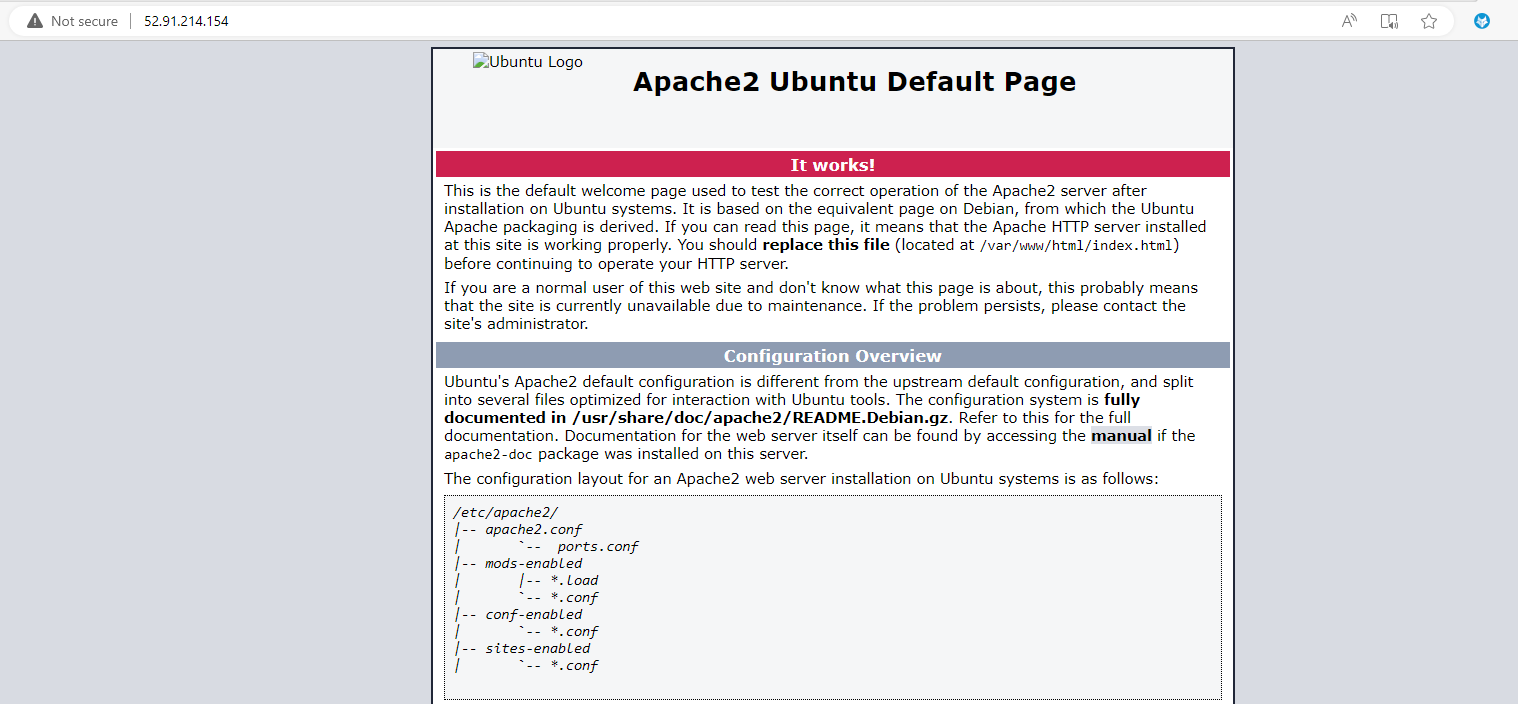 Not secure
52.91.214.154
Ubuntu Logo
Apache2 Ubuntu Default Page
It works!
This is the default welcome page used to test the correct operation of the Apache2 server after
installation on Ubuntu systems. It is based on the equivalent page on Debian, from which the Ubuntu
Apache packaging is derived. If you can read this page, it means that the Apache HTTP server installed
at this site is working properly. You should replace this file (located at /var/www/html/index.html)
before continuing to operate your HTTP server.
If you are a normal user of this web site and don't know what this page is about, this probably means
that the site is currently unavailable due to maintenance. If the problem persists, please contact the
site's administrator.
Configuration Overview
Ubuntu's Apache2 default configuration is different from the upstream default configuration, and split
into several files optimized for interaction with Ubuntu tools. The configuration system is fully
documented in /usr/share/doc/apache2/README.Debian.gz. Refer to this for the full
documentation. Documentation for the web server itself can be found by accessing the manual if the
apache2-doc package was installed on this server.
The configuration layout for an Apache2 web server installation on Ubuntu systems is as follows:
/etc/apache2/
|-- apache2.conf
|       `--  ports.conf
|-- mods-enabled
|       |-- *.load
|       `-- *.conf
|-- conf-enabled
|       `-- *.conf
|-- sites-enabled
|       `-- *.conf